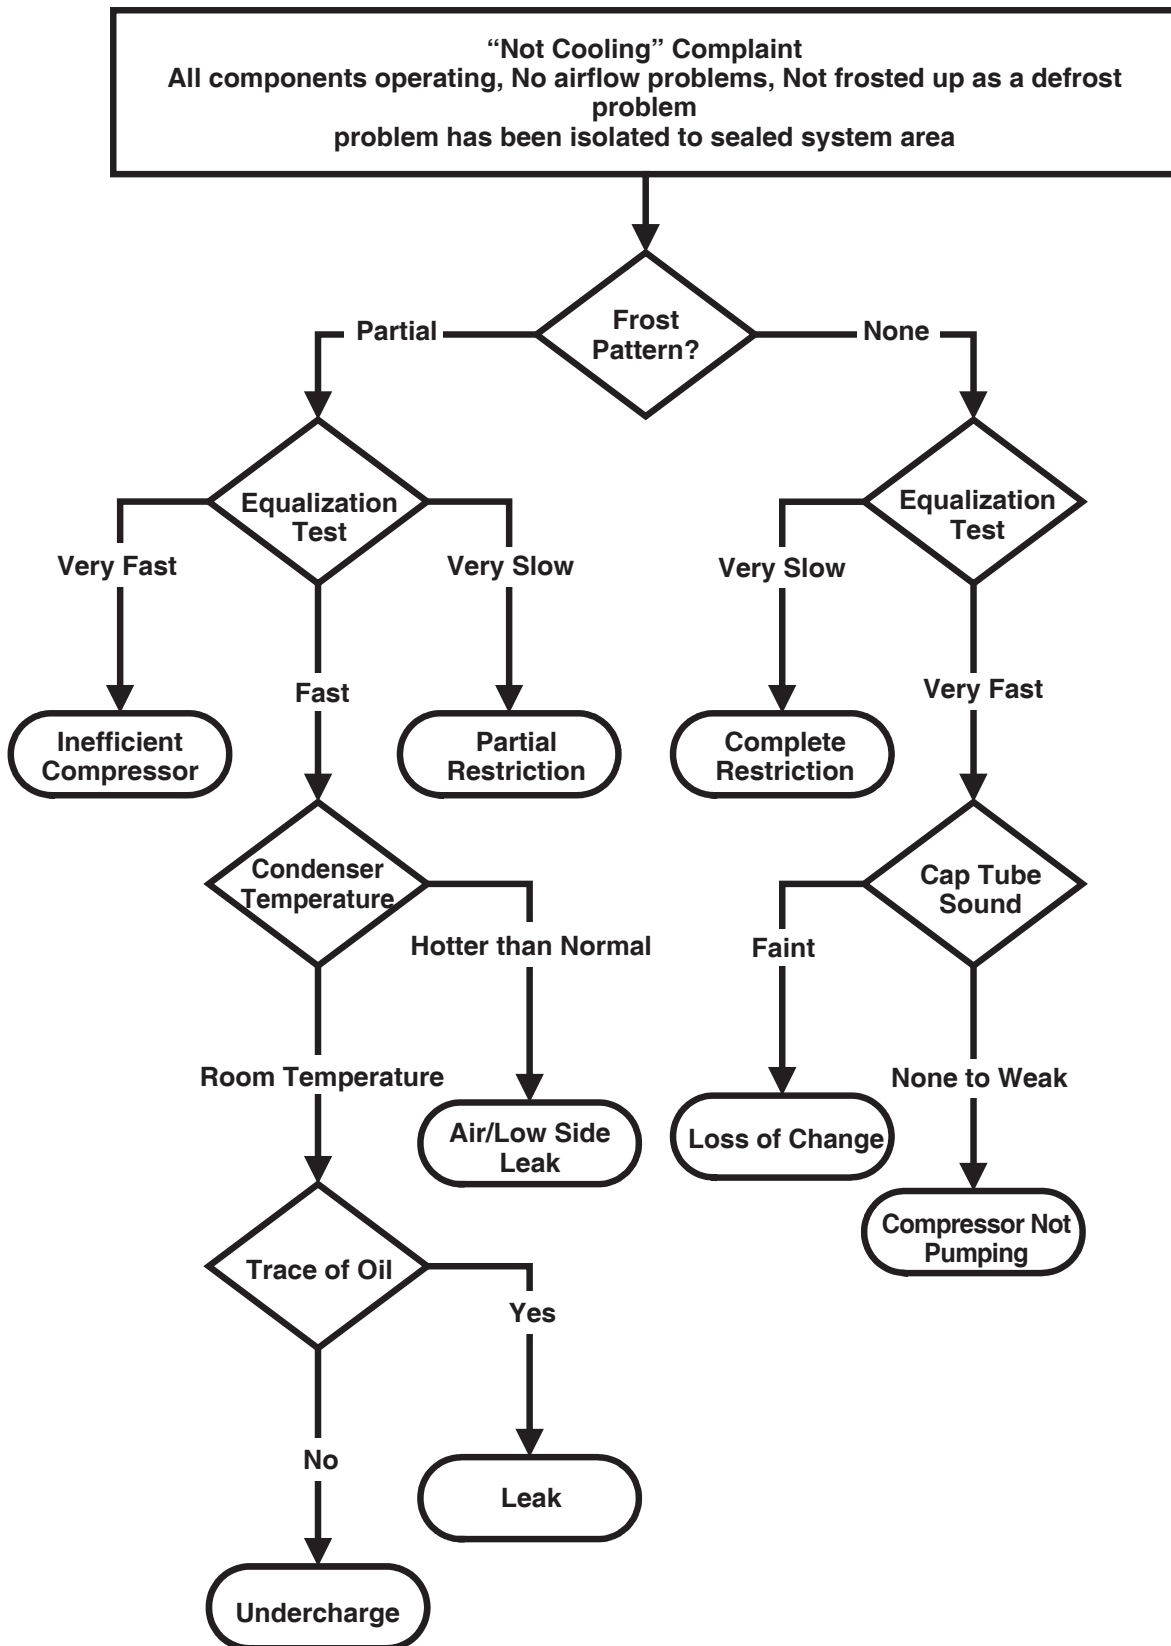 “Not Cooling” Complaint
All components operating, No airflow problems, Not frosted up as a defrost
problem
problem has been isolated to sealed system area
Frost
Pattern?
Partial
None
Equalization
Test
Equalization
Test
Very Fast
Very Slow
Very Slow
Fast
Very Fast
Inefficient
Compressor
Partial
Restriction
Complete
Restriction
Condenser
Temperature
Cap Tube
Sound
Hotter than Normal
Faint
Room Temperature
None to Weak
Air/Low Side
Leak
Loss of Change
Compressor Not
Pumping
Trace of Oil
Yes
No
Leak
Undercharge